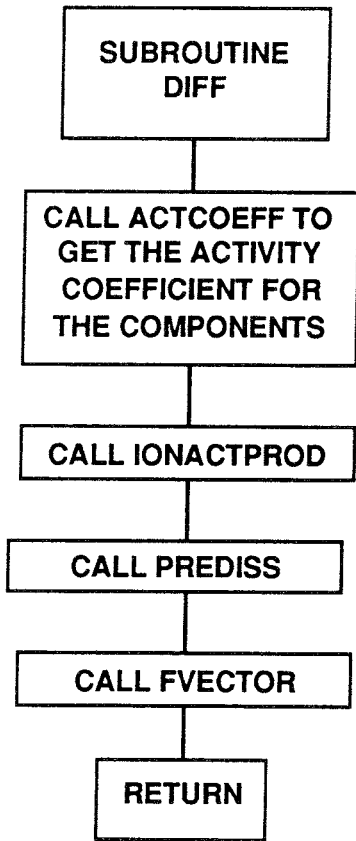 SUBROUTINE
DIFF
CALL ACTCOEFF TO
GET THE ACTIVITY
COEFFICIENT FOR
THE COMPONENTS
CALL IONACTPROD
CALL PREDISS
CALL FVECTOR
RETURN